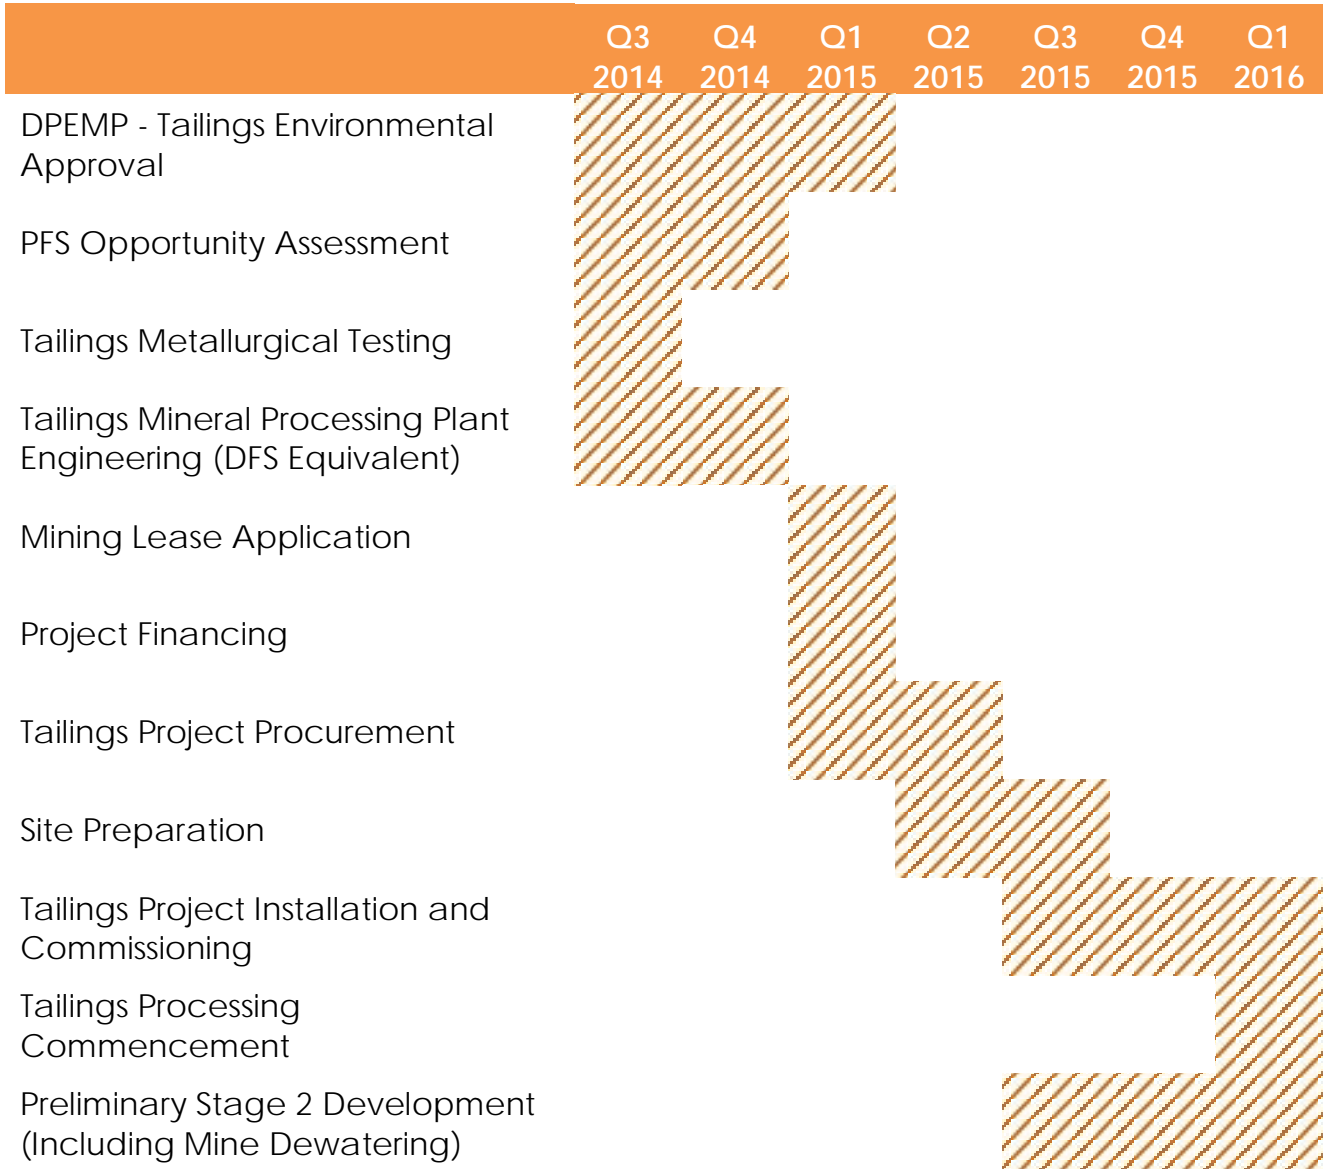 Q3 Q4 Q1 Q2 Q3 Q4 Q1
2014 2014 2015 2015 2015 2015 2016
DPEMP - Tailings Environmental
Approval
PFS Opportunity Assessment
Tailings Metallurgical Testing
Tailings Mineral Processing Plant
Engineering (DFS Equivalent)
Mining Lease Application
Project Financing
Tailings Project Procurement
Site Preparation
Tailings Project Installation and
Commissioning
Tailings Processing
Commencement
Preliminary Stage 2 Development
(Including Mine Dewatering)